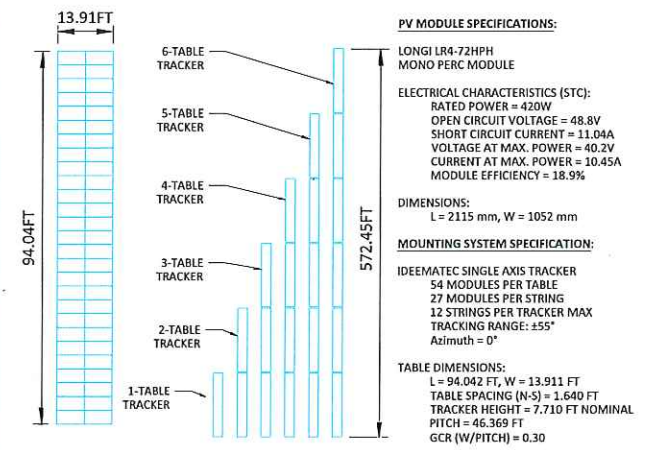 13.91FT
94.04FT
6-TABLE
TRACKER
5-TABLE
TRACKER
4-TABLE
TRACKER
3-TABLE
TRACKER
2-TABLE
TRACKER
1-TABLE
TRACKER
572.45FT
PV MODULE SPECIFICATIONS:
LONGI LR4-72HPH
MONO PERC MODULE
ELECTRICAL CHARACTERISTICS (STC):
RATED POWER = 420W
OPEN CIRCUIT VOLTAGE = 48.8V
SHORT CIRCUIT CURRENT = 11.04A
VOLTAGE AT MAX. POWER = 40.2V
CURRENT AT MAX. POWER = 10.45A
MODULE EFFICIENCY = 18.9%
DIMENSIONS:
L = 2115 mm, W = 1052 mm
MOUNTING SYSTEM SPECIFICATION:
IDEEMATEC SINGLE AXIS TRACKER
54 MODULES PER TABLE
27 MODULES PER STRING
12 STRINGS PER TRACKER MAX
TRACKING RANGE: ±55°
Azimuth = 0°
TABLE DIMENSIONS:
L = 94.042 FT, W = 13.911 FT
TABLE SPACING (N-S) = 1.640 FT
TRACKER HEIGHT = 7.710 FT NOMINAL
PITCH = 46.369 FT
GCR (W/PITCH) = 0.30